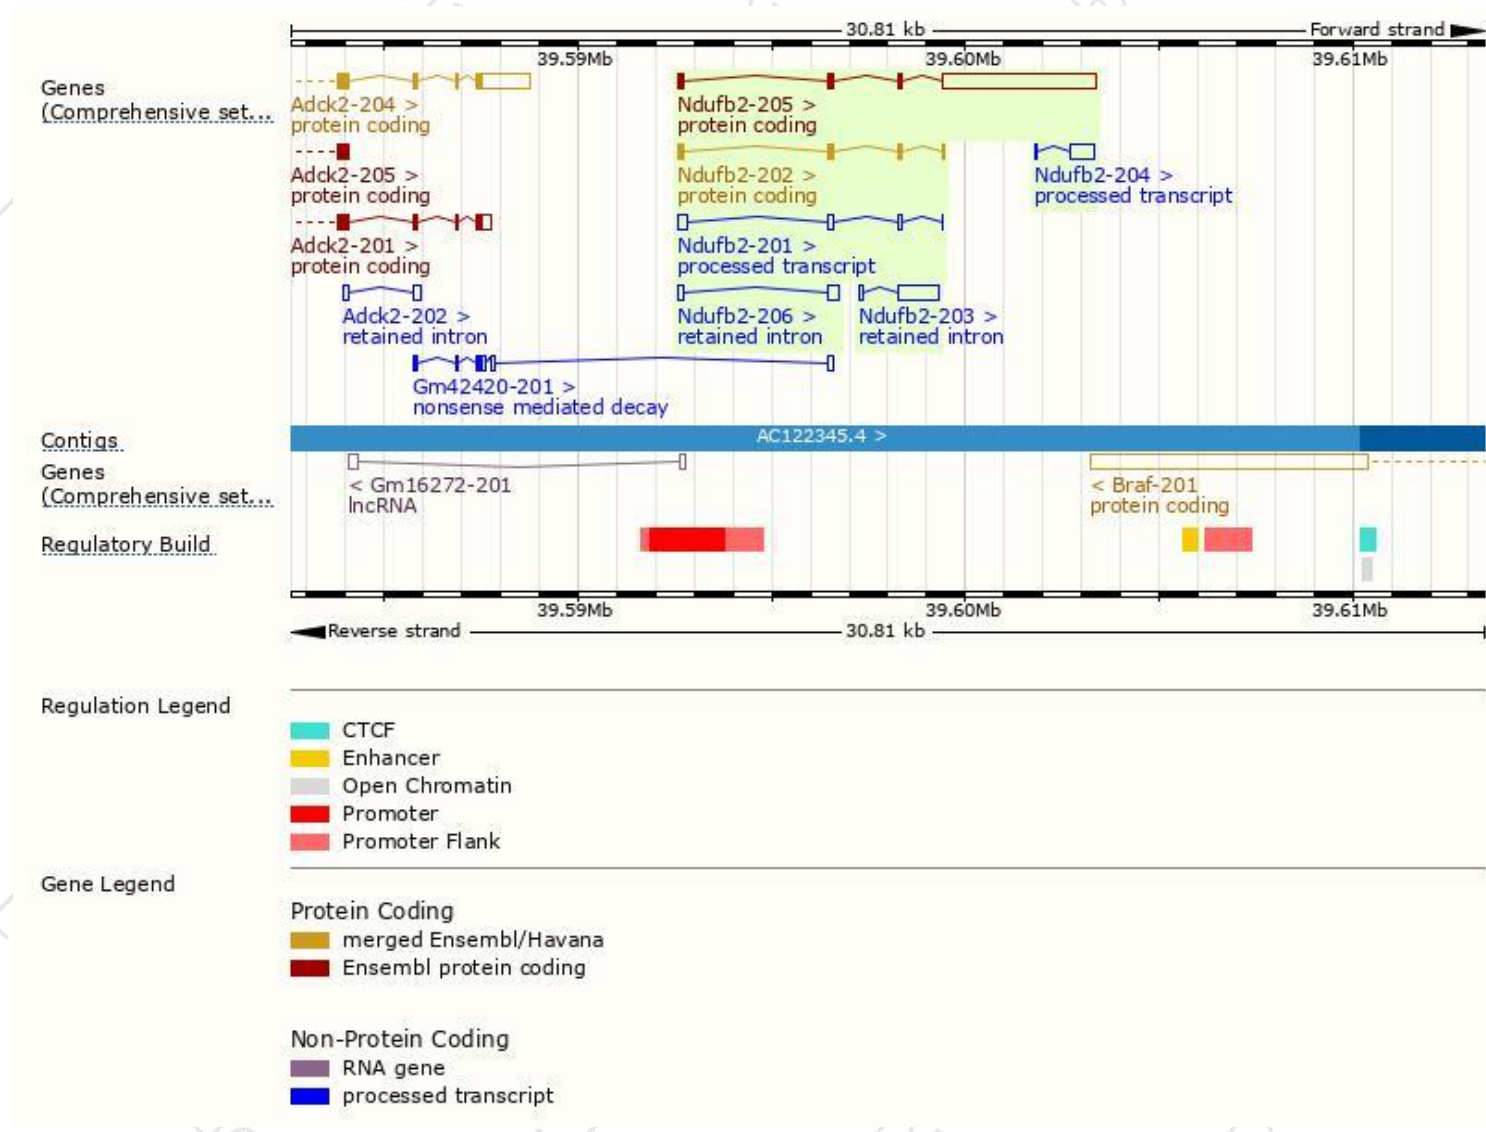 30.81 kb Forward strand
39.59Mb 39.60Mb 39.61Mb
Genes
(Comprehensive set...
Adck2-204 >
protein coding
Ndufb2-205 >
protein coding
Adck2-205 >
protein coding
Ndufb2-202 >
protein coding
Ndufb2-204 >
processed transcript
Adck2-201 >
protein coding
Ndufb2-201 >
processed transcript
Adck2-202 >
retained intron
Ndufb2-206 >
retained intron
Ndufb2-203 >
retained intron
Gm42420-201 >
nonsense mediated decay
Contigs
AC122345.4 >
Genes
(Comprehensive set...
< Gm16272-201
lncRNA
< Braf-201
protein coding
Regulatory Build
39.59Mb 39.60Mb 39.61Mb
Reverse strand 30.81 kb
Regulation Legend
CTCF
Enhancer
Open Chromatin
Promoter
Promoter Flank
Gene Legend
Protein Coding
merged Ensembl/Havana
Ensembl protein coding
Non-Protein Coding
RNA gene
processed transcript